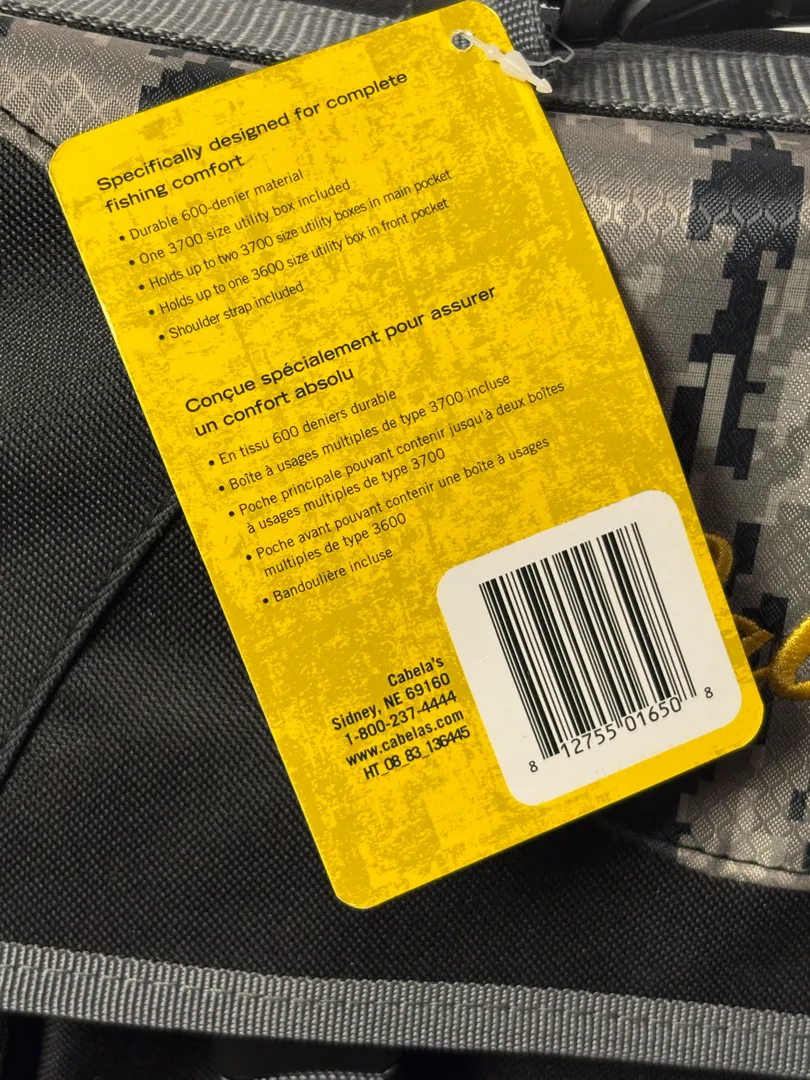 Specifically designed for complete
fishing comfort
• Durable 600-denier material
• One 3700 size utility box included
• Holds up to two 3700 size utility boxes in main pocket
• Holds up to one 3600 size utility box in front pocket
• Shoulder strap included
Conçue spécialement pour assurer
un confort absolu
• En tissu 600 deniers durable
• Boîte à usages multiples de type 3700 incluse
• Poche principale pouvant contenir jusqu'à deux boîtes
à usages multiples de type 3700
• Poche avant pouvant contenir une boîte à usages
multiples de type 3600
• Bandoulière incluse
Cabela's
Sidney, NE 69160
1-800-237-4444
www.cabelas.com
HT_08_83_136445
8 12755 01650 8